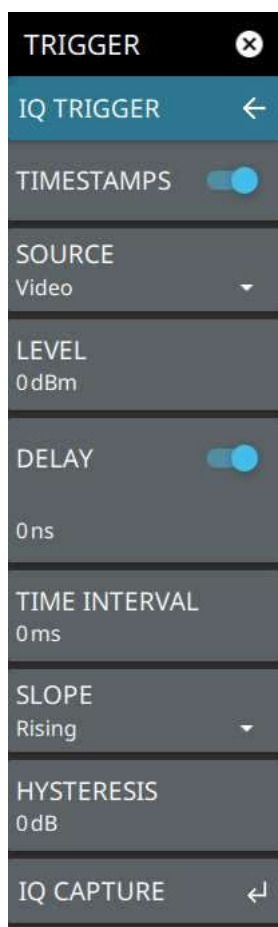 TRIGGER
IQ TRIGGER
TIMESTAMPS
SOURCE
Video
LEVEL
0 dBm
DELAY
0 ns
TIME INTERVAL
0 ms
SLOPE
Rising
HYSTERESIS
0 dB
IQ CAPTURE